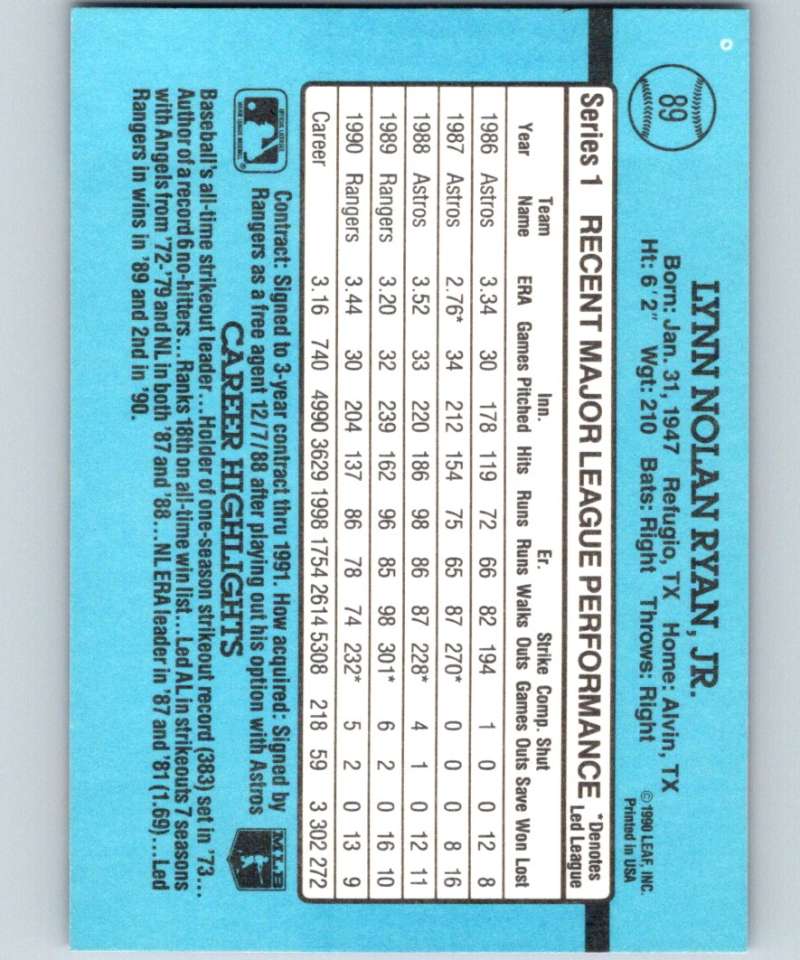 89
LYNN NOLAN RYAN, JR.
Born: Jan. 31, 1947 Refugio, TX Home: Alvin, TX
Ht: 6'2" Wgt: 210 Bats: Right Throws: Right
©1990 LEAF, INC.
Printed in USA
Series 1 RECENT MAJOR LEAGUE PERFORMANCE *Denotes Led League
Year Team Name ERA Games Inn. Pitched Hits Runs Er. Runs Walks Strike Outs Comp. Games Shut Outs Save Won Lost
1986 Astros 3.34 30 178 119 72 66 82 194 1 0 0 12 8
1987 Astros 2.76* 34 212 154 75 65 87 270* 0 0 0 8 16
1988 Astros 3.52 33 220 186 98 86 87 228* 4 1 0 12 11
1989 Rangers 3.20 32 239 162 96 85 98 301* 6 2 0 16 10
1990 Rangers 3.44 30 204 137 86 78 74 232* 5 2 0 13 9
Career 3.16 740 4990 3629 1998 1754 2614 5308 218 59 3 302 272
Contract: Signed to 3-year contract thru 1991. How acquired: Signed by
Rangers as a free agent 12/7/88 after playing out his option with Astros
MLB
CAREER HIGHLIGHTS
Baseball's all-time strikeout leader...Holder of one-season strikeout record (383) set in '73...
Author of a record 6 no-hitters...Ranks 18th on all-time win list...Led AL in strikeouts 7 seasons
with Angels from '72-'79 and NL in both '87 and '88...NL ERA leader in '87 and '81 (1.69)...Led
Rangers in wins in '89 and 2nd in '90.